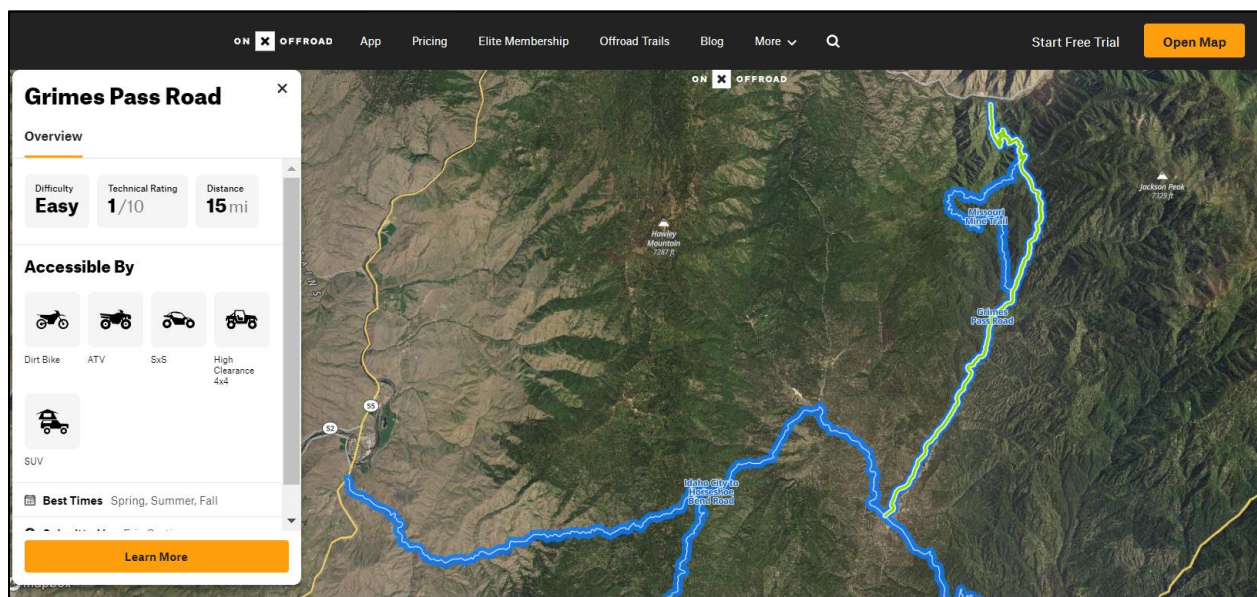 ON X OFFROAD
App
Pricing
Elite Membership
Offroad Trails
Blog
More
Start Free Trial
Open Map
ON X OFFROAD
Grimes Pass Road
Overview
Difficulty
Easy
Technical Rating
1/10
Distance
15 mi
Accessible By
Dirt Bike
ATV
SxS
High
Clearance
4x4
SUV
Best Times Spring, Summer, Fall
Learn More
mapbox
Hawley
Mountain
7287 ft
Jackson Peak
7329 ft
Missouri
Mine Trail
Grimes
Pass Road
55
52
Idaho City to
Horseshoe
Bend Road